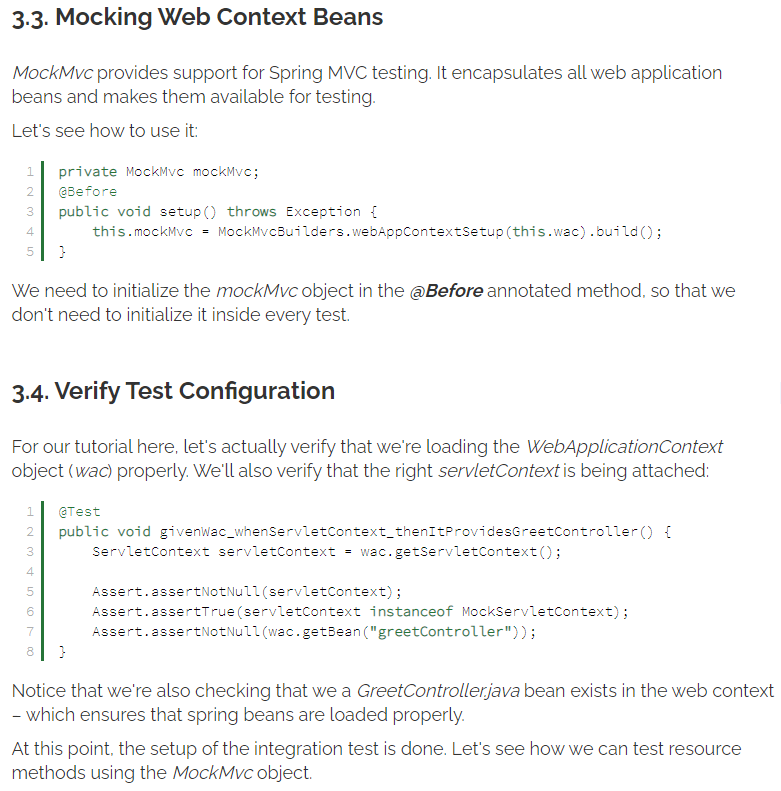 3.3. Mocking Web Context Beans
MockMvc provides support for Spring MVC testing. It encapsulates all web application
beans and makes them available for testing.
Let's see how to use it:
1 private MockMvc mockMvc;
2 @Before
3 public void setup() throws Exception {
4     this.mockMvc = MockMvcBuilders.webAppContextSetup(this.wac).build();
5 }
We need to initialize the mockMvc object in the @Before annotated method, so that we
don't need to initialize it inside every test.
3.4. Verify Test Configuration
For our tutorial here, let's actually verify that we're loading the WebApplicationContext
object (wac) properly. We'll also verify that the right servletContext is being attached:
1 @Test
2 public void givenWac_whenServletContext_thenItProvidesGreetController() {
3     ServletContext servletContext = wac.getServletContext();
4
5     Assert.assertNotNull(servletContext);
6     Assert.assertTrue(servletContext instanceof MockServletContext);
7     Assert.assertNotNull(wac.getBean("greetController"));
8 }
Notice that we're also checking that we a GreetController.java bean exists in the web context
– which ensures that spring beans are loaded properly.
At this point, the setup of the integration test is done. Let's see how we can test resource
methods using the MockMvc object.